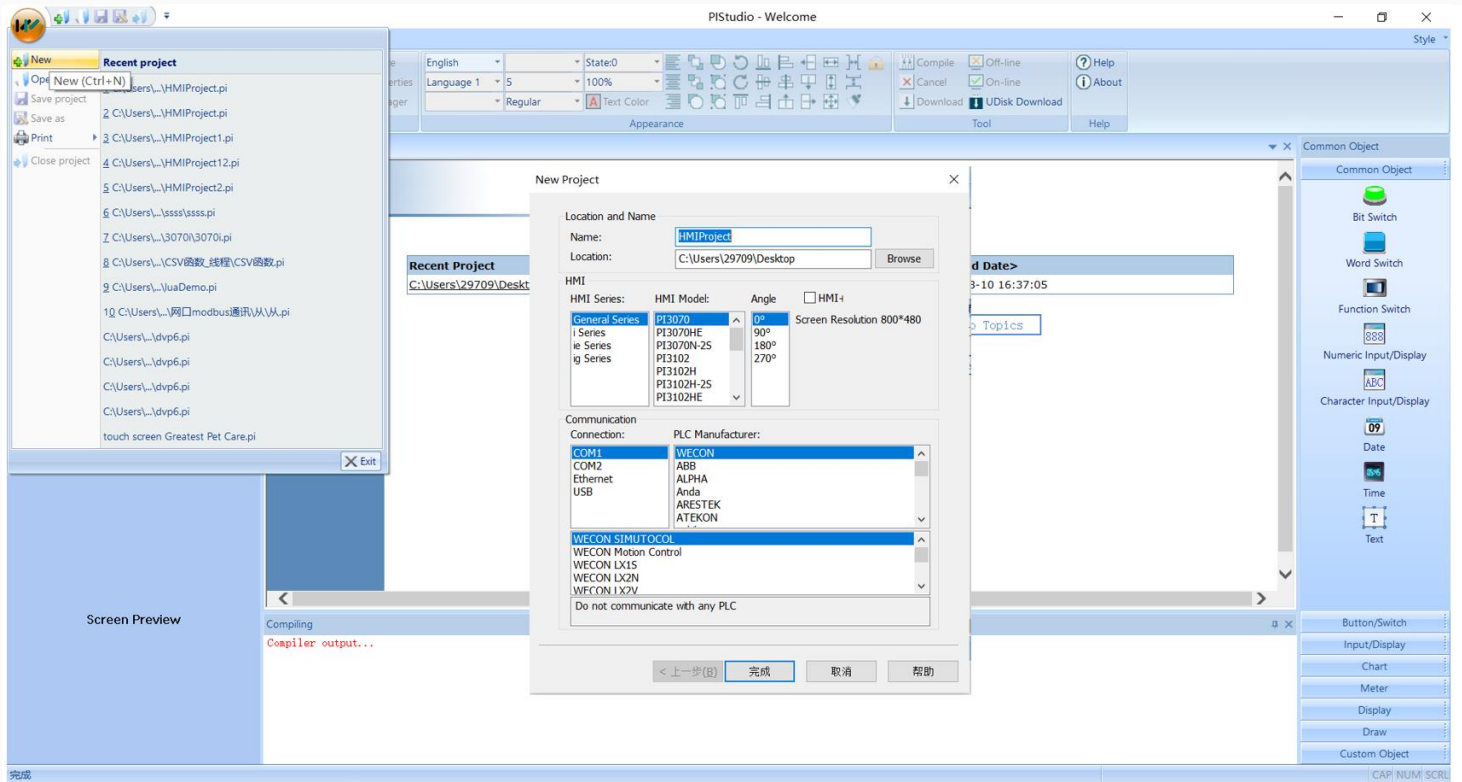 PIStudio - Welcome
Style
New
Recent project
New (Ctrl+N)
Save project
Save as
Print
Close project
\HMIProject.pi
2 C:\Users\...\HMIProject.pi
3 C:\Users\...\HMIProject1.pi
4 C:\Users\...\HMIProject12.pi
5 C:\Users\...\HMIProject2.pi
6 C:\Users\...\ssss\ssss.pi
7 C:\Users\...\3070i\3070i.pi
8 C:\Users\...\CSV函数_线程\CSV函数.pi
9 C:\Users\...\luaDemo.pi
10 C:\Users\...\网口modbus通讯\从\从.pi
C:\Users\...\dvp6.pi
C:\Users\...\dvp6.pi
C:\Users\...\dvp6.pi
C:\Users\...\dvp6.pi
touch screen Greatest Pet Care.pi
Exit
English State:0
Language 1 5 100%
Regular A Text Color
Appearance
Compile Off-line
Cancel On-line
Download UDisk Download
Tool
Help
About
Help
Recent Project
C:\Users\29709\Deskt
d Date>
-10 16:37:05
Topics
New Project
Location and Name
Name: HMIProject
Location: C:\Users\29709\Desktop Browse
HMI
HMI Series: HMI Model: Angle HMI
General Series PI3070 0° Screen Resolution 800*480
i Series PI3070HE 90°
ie Series PI3070N-2S 180°
ig Series PI3102 270°
PI3102H
PI3102H-2S
PI3102HE
Communication
Connection: PLC Manufacturer:
COM1 WECON
COM2 ABB
Ethernet ALPHA
USB Anda
ARESTEK
ATEKON
WECON SIMUTOCOL
WECON Motion Control
WECON LX1S
WECON LX2N
WECON LX2V
Do not communicate with any PLC
< 上一步(B) 完成 取消 帮助
Common Object
Common Object
Bit Switch
Word Switch
Function Switch
888
Numeric Input/Display
ABC
Character Input/Display
09
Date
Time
T
Text
Button/Switch
Input/Display
Chart
Meter
Display
Draw
Custom Object
Screen Preview
Compiling
Compiler output...
完成
CAP NUM SCRL